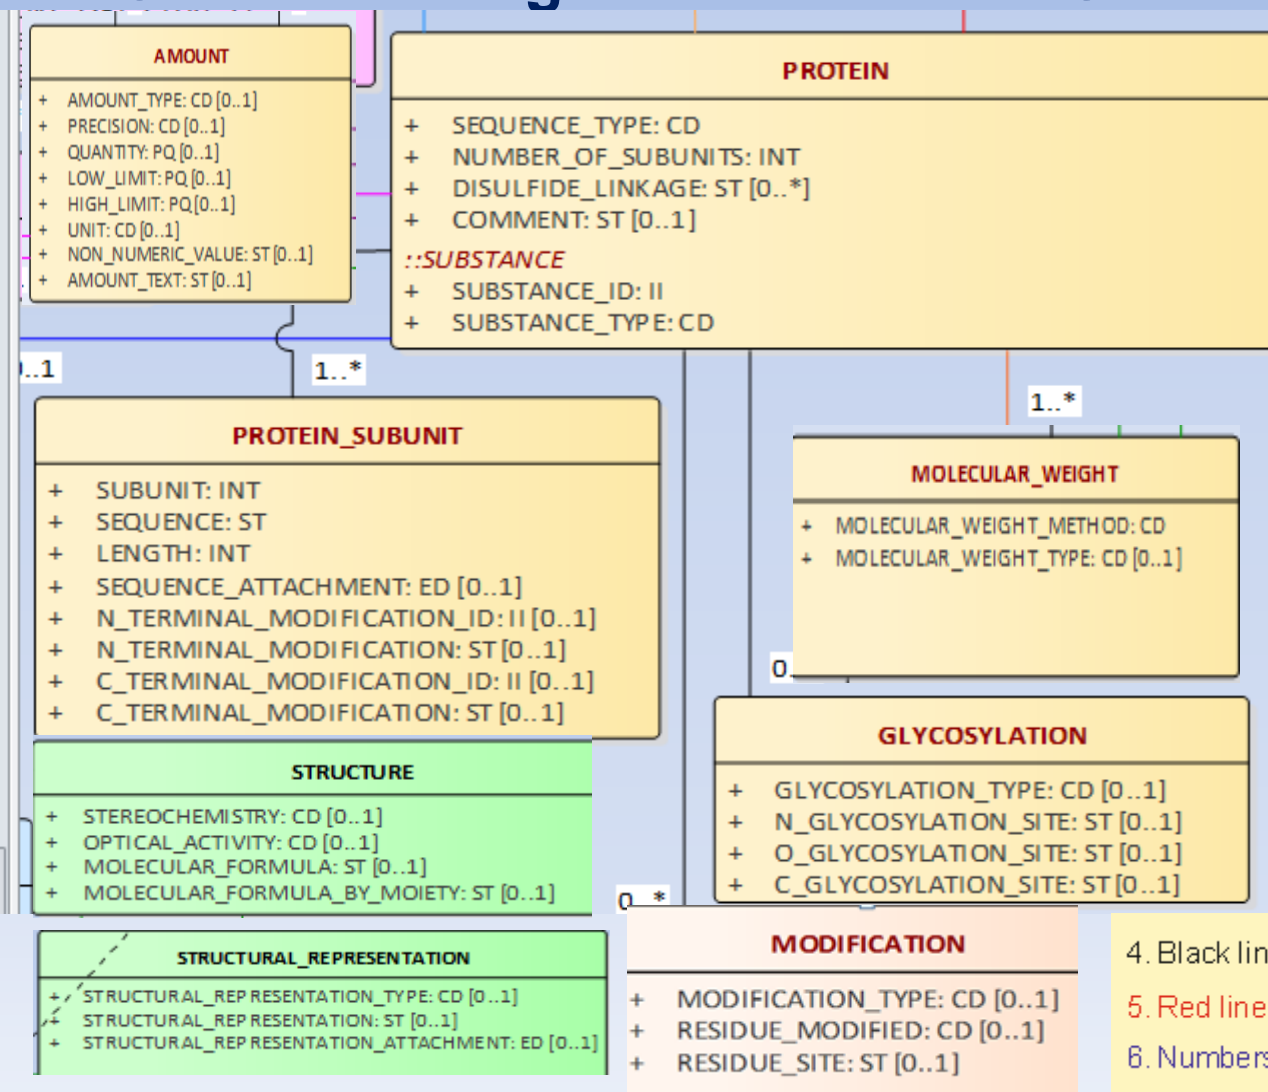 AMOUNT
+ AMOUNT_TYPE: CD [0..1]
+ PRECISION: CD [0..1]
+ QUANTITY: PQ [0..1]
+ LOW_LIMIT: PQ [0..1]
+ HIGH_LIMIT: PQ [0..1]
+ UNIT: CD [0..1]
+ NON_NUMERIC_VALUE: ST [0..1]
+ AMOUNT_TEXT: ST [0..1]
PROTEIN
+ SEQUENCE_TYPE: CD
+ NUMBER_OF_SUBUNITS: INT
+ DISULFIDE_LINKAGE: ST [0..*]
+ COMMENT: ST [0..1]
::SUBSTANCE
+ SUBSTANCE_ID: II
+ SUBSTANCE_TYPE: CD
..1
1..*
1..*
PROTEIN_SUBUNIT
+ SUBUNIT: INT
+ SEQUENCE: ST
+ LENGTH: INT
+ SEQUENCE_ATTACHMENT: ED [0..1]
+ N_TERMINAL_MODIFICATION_ID: II [0..1]
+ N_TERMINAL_MODIFICATION: ST [0..1]
+ C_TERMINAL_MODIFICATION_ID: II [0..1]
+ C_TERMINAL_MODIFICATION: ST [0..1]
MOLECULAR_WEIGHT
+ MOLECULAR_WEIGHT_METHOD: CD
+ MOLECULAR_WEIGHT_TYPE: CD [0..1]
0.
GLYCOSYLATION
+ GLYCOSYLATION_TYPE: CD [0..1]
+ N_GLYCOSYLATION_SITE: ST [0..1]
+ O_GLYCOSYLATION_SITE: ST [0..1]
+ C_GLYCOSYLATION_SITE: ST [0..1]
STRUCTURE
+ STEREOCHEMISTRY: CD [0..1]
+ OPTICAL_ACTIVITY: CD [0..1]
+ MOLECULAR_FORMULA: ST [0..1]
+ MOLECULAR_FORMULA_BY_MOIETY: ST [0..1]
0..*
STRUCTURAL_REPRESENTATION
+ STRUCTURAL_REPRESENTATION_TYPE: CD [0..1]
+ STRUCTURAL_REPRESENTATION: ST [0..1]
+ STRUCTURAL_REPRESENTATION_ATTACHMENT: ED [0..1]
MODIFICATION
+ MODIFICATION_TYPE: CD [0..1]
+ RESIDUE_MODIFIED: CD [0..1]
+ RESIDUE_SITE: ST [0..1]
4. Black lin
5. Red line
6. Numbers